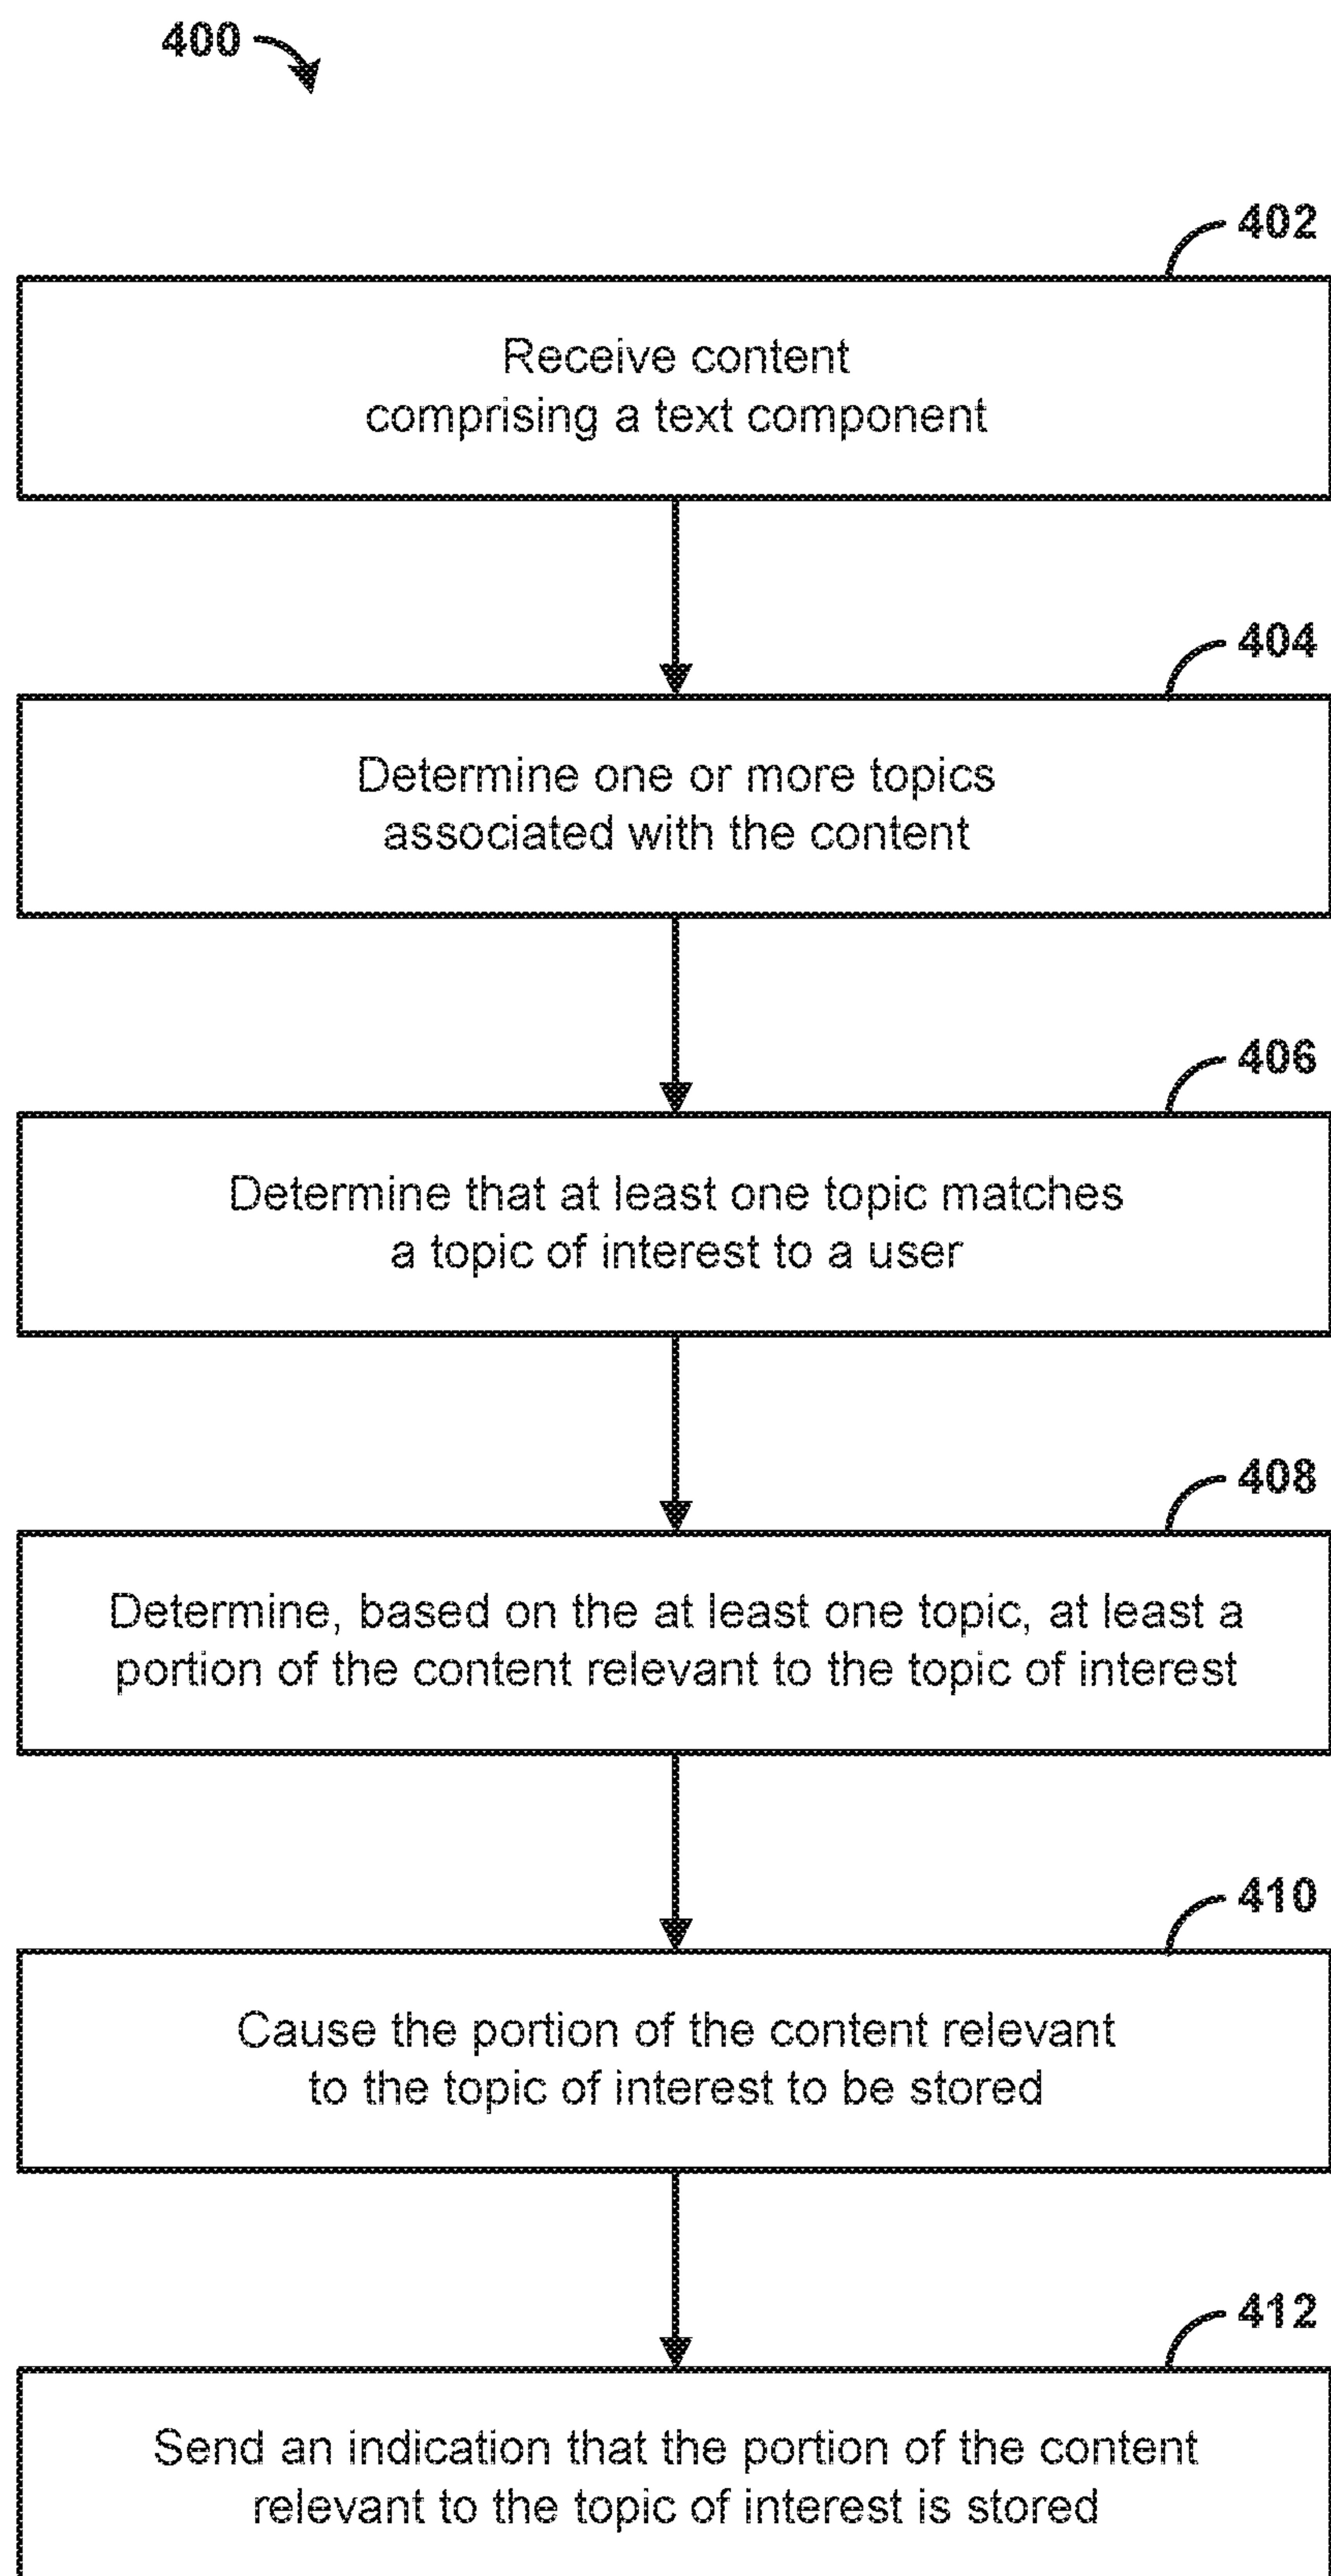 400
402
Receive content
comprising a text component
404
Determine one or more topics
associated with the content
406
Determine that at least one topic matches
a topic of interest to a user
408
Determine, based on the at least one topic, at least a
portion of the content relevant to the topic of interest
410
Cause the portion of the content relevant
to the topic of interest to be stored
412
Send an indication that the portion of the content
relevant to the topic of interest is stored